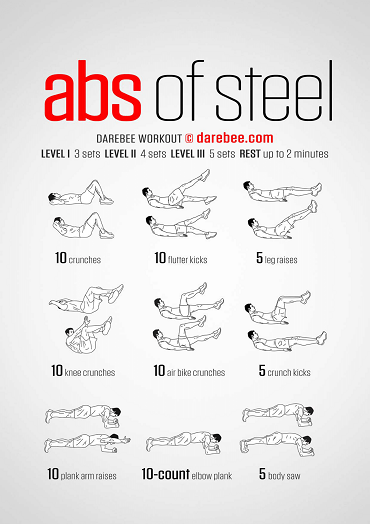 abs of steel
DAREBEE WORKOUT © darebee.com
LEVEL I 3 sets LEVEL II 4 sets LEVEL III 5 sets REST up to 2 minutes
10 crunches
10 flutter kicks
5 leg raises
10 knee crunches
10 air bike crunches
5 crunch kicks
10 plank arm raises
10-count elbow plank
5 body saw